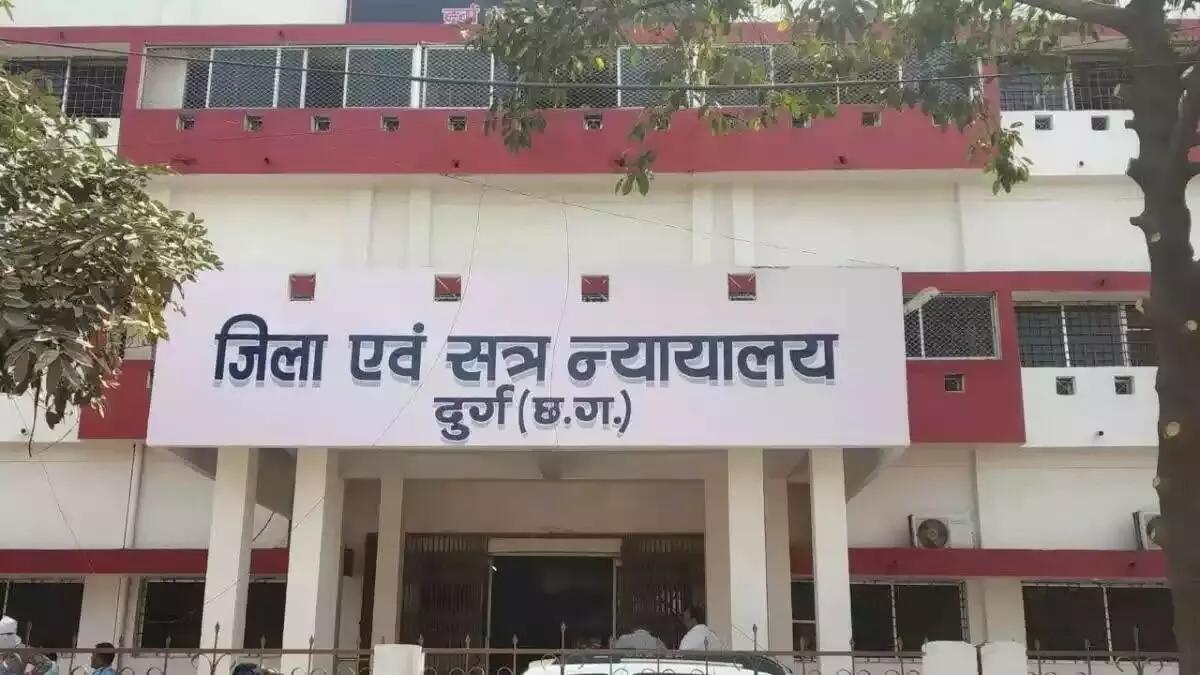 जिला एवं सत्र न्यायालय
दुर्ग (छ.ग.)